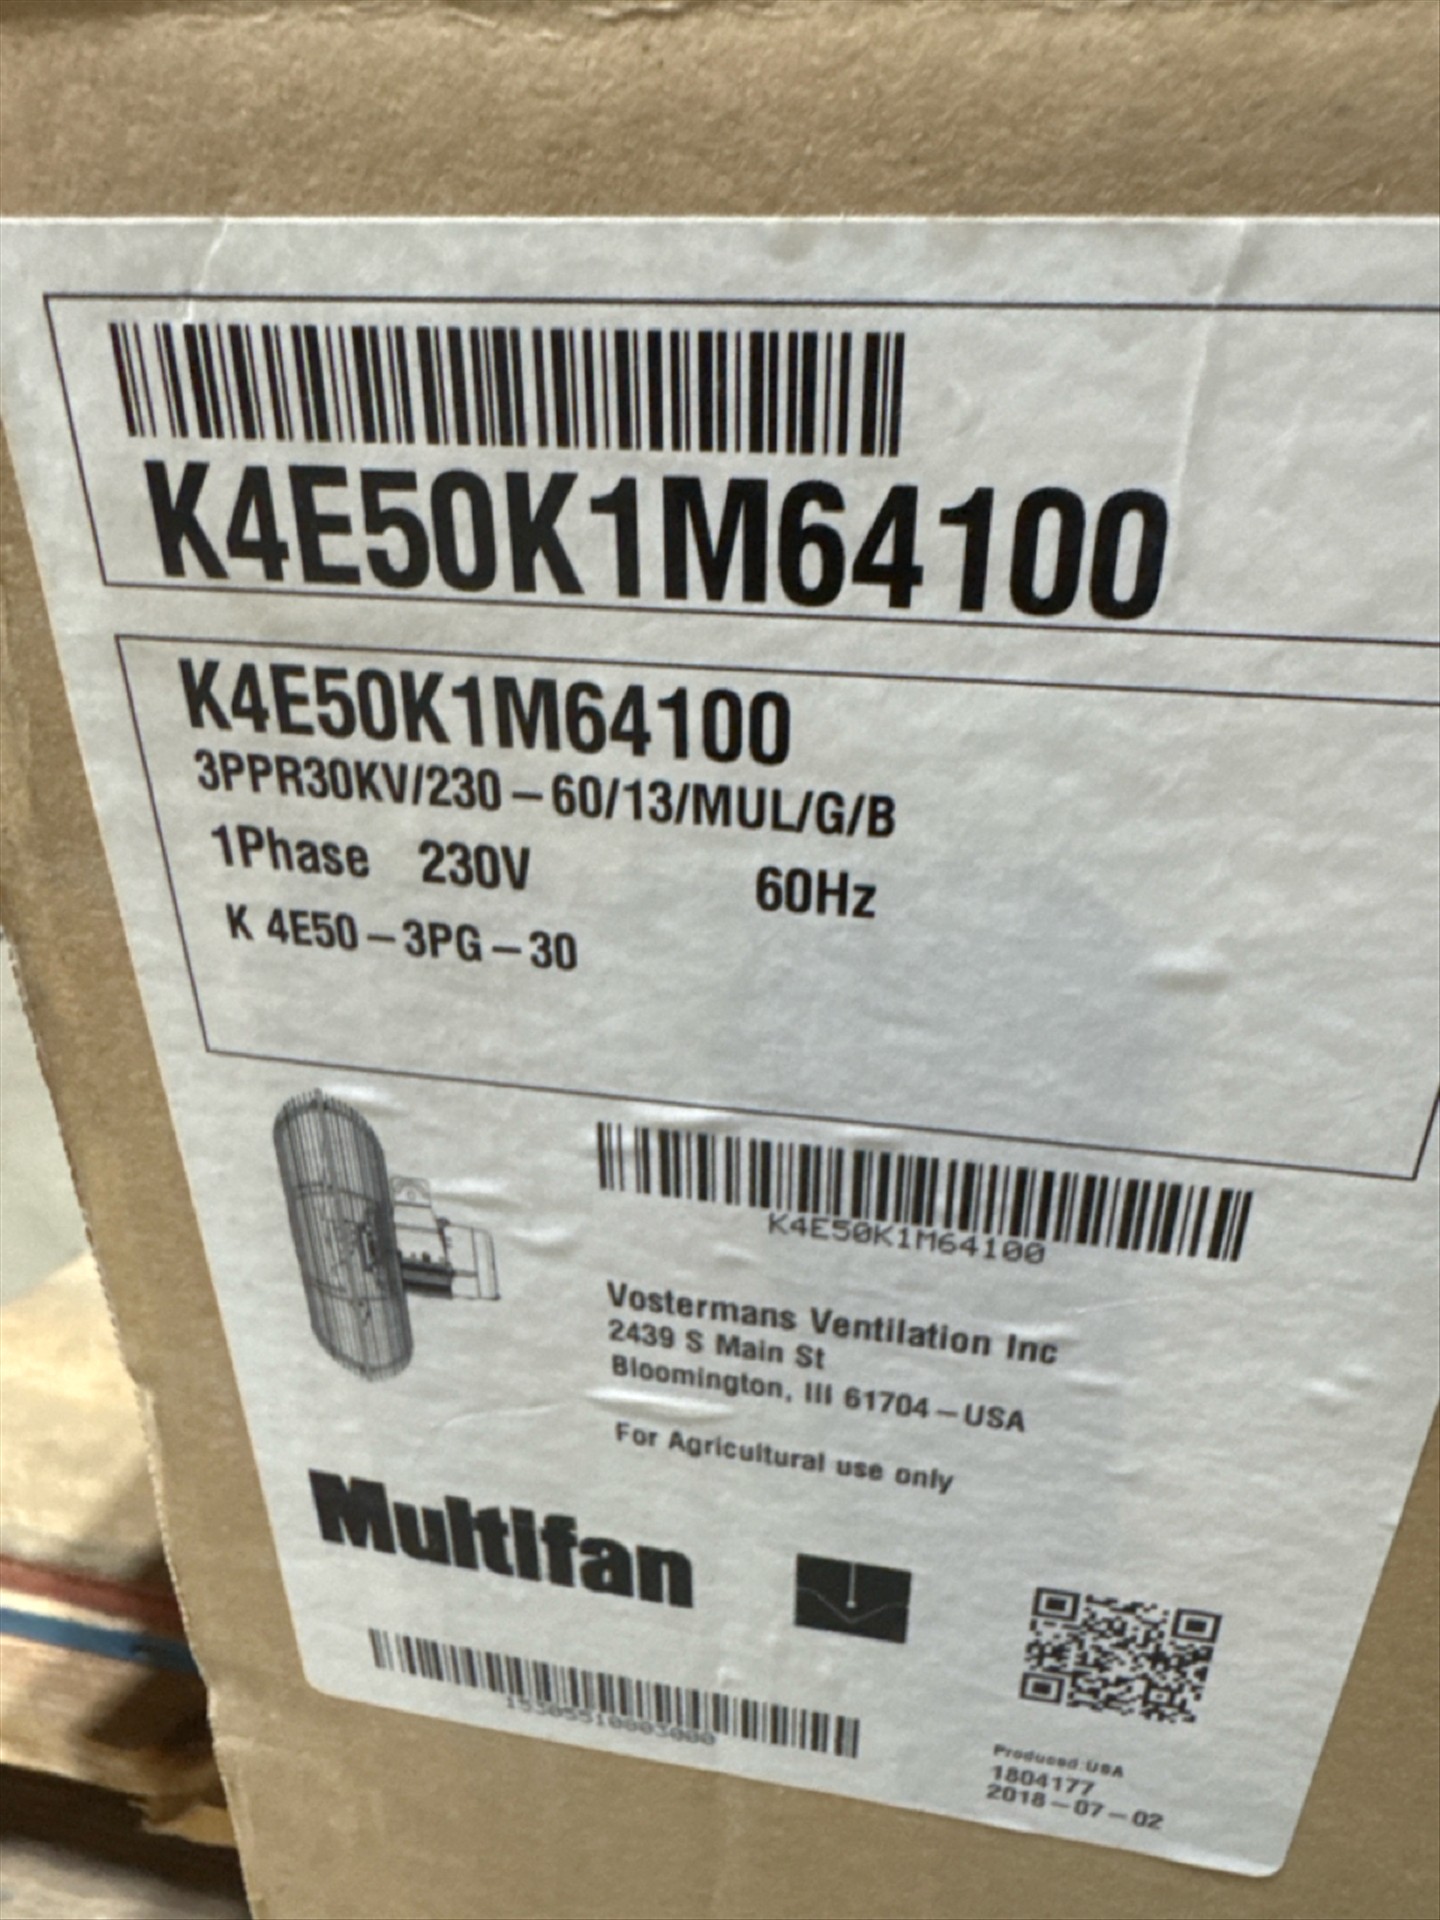 K4E50K1M64100
K4E50K1M64100
3PPR30KV/230-60/13/MUL/G/B
1Phase 230V 60Hz
K 4E50-3PG-30
K4E50K1M64100
Vostermans Ventilation Inc
2439 S Main St
Bloomington, Ill 61704-USA
For Agricultural use only
Multifan
Produced USA
1804177
2018-07-02